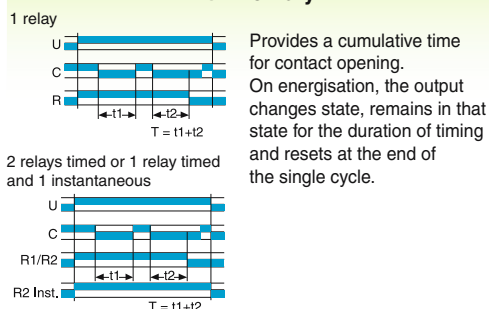 1 relay
U
C
R
t1
t2
T = t1+t2
Provides a cumulative time
for contact opening.
On energisation, the output
changes state, remains in that
state for the duration of timing
and resets at the end of
the single cycle.
2 relays timed or 1 relay timed
and 1 instantaneous
U
C
R1/R2
t1
t2
R2 Inst.
T = t1+t2